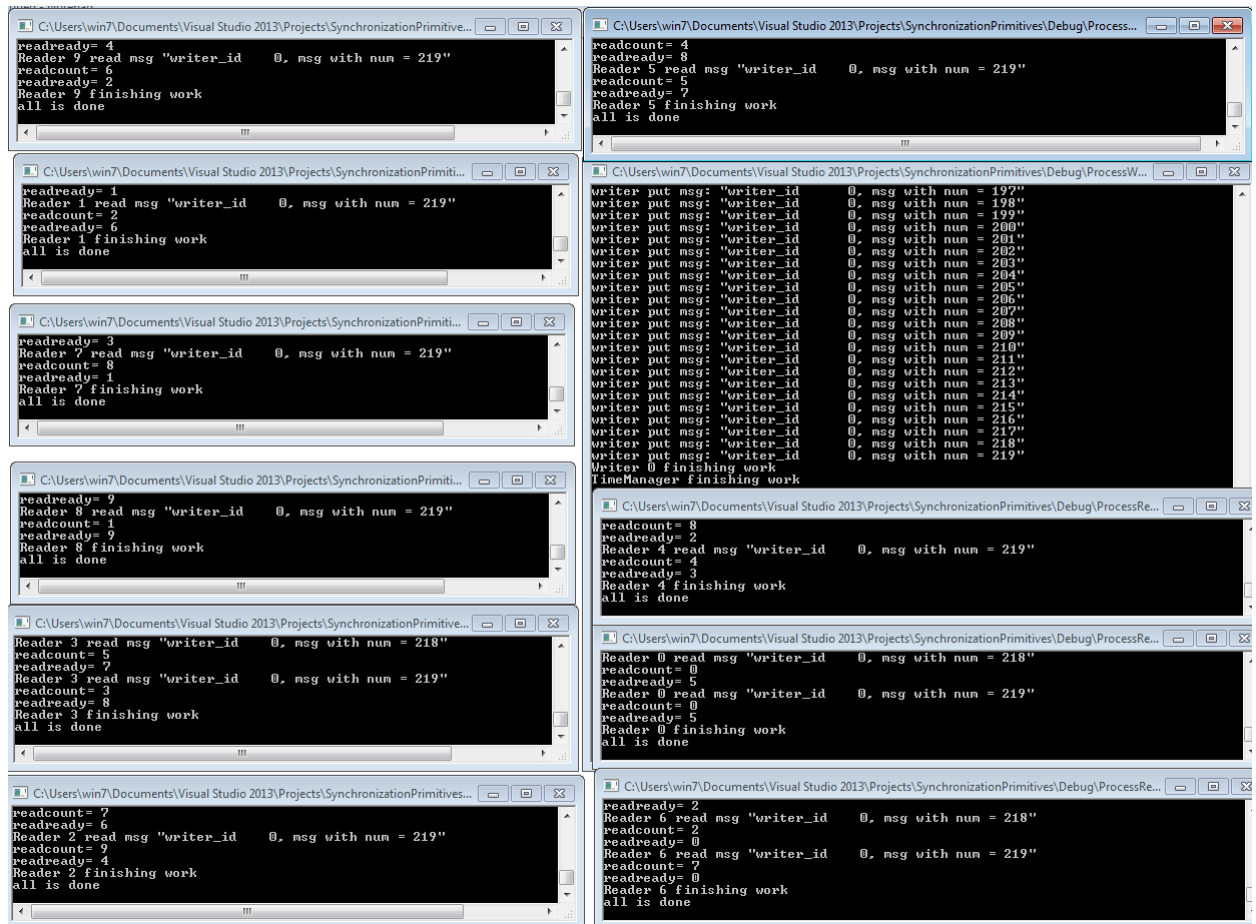 C:\Users\win7\Documents\Visual Studio 2013\Projects\SynchronizationPrimitive...
readready= 4
Reader 9 read msg "writer_id    0, msg with num = 219"
readcount= 6
readready= 2
Reader 9 finishing work
all is done
C:\Users\win7\Documents\Visual Studio 2013\Projects\SynchronizationPrimiti...
readready= 1
Reader 1 read msg "writer_id    0, msg with num = 219"
readcount= 2
readready= 6
Reader 1 finishing work
all is done
C:\Users\win7\Documents\Visual Studio 2013\Projects\SynchronizationPrimiti...
readready= 3
Reader 7 read msg "writer_id    0, msg with num = 219"
readcount= 8
readready= 1
Reader 7 finishing work
all is done
C:\Users\win7\Documents\Visual Studio 2013\Projects\SynchronizationPrimiti...
readready= 9
Reader 8 read msg "writer_id    0, msg with num = 219"
readcount= 1
readready= 9
Reader 8 finishing work
all is done
C:\Users\win7\Documents\Visual Studio 2013\Projects\SynchronizationPrimitive...
Reader 3 read msg "writer_id    0, msg with num = 218"
readcount= 5
readready= 7
Reader 3 read msg "writer_id    0, msg with num = 219"
readcount= 3
readready= 8
Reader 3 finishing work
all is done
C:\Users\win7\Documents\Visual Studio 2013\Projects\SynchronizationPrimitives...
readcount= 7
readready= 6
Reader 2 read msg "writer_id    0, msg with num = 219"
readcount= 9
readready= 4
Reader 2 finishing work
all is done
C:\Users\win7\Documents\Visual Studio 2013\Projects\SynchronizationPrimitives\Debug\Process...
readcount= 4
readready= 8
Reader 5 read msg "writer_id    0, msg with num = 219"
readcount= 5
readready= 7
Reader 5 finishing work
all is done
C:\Users\win7\Documents\Visual Studio 2013\Projects\SynchronizationPrimitives\Debug\ProcessW...
writer put msg: "writer_id    0, msg with num = 197"
writer put msg: "writer_id    0, msg with num = 198"
writer put msg: "writer_id    0, msg with num = 199"
writer put msg: "writer_id    0, msg with num = 200"
writer put msg: "writer_id    0, msg with num = 201"
writer put msg: "writer_id    0, msg with num = 202"
writer put msg: "writer_id    0, msg with num = 203"
writer put msg: "writer_id    0, msg with num = 204"
writer put msg: "writer_id    0, msg with num = 205"
writer put msg: "writer_id    0, msg with num = 206"
writer put msg: "writer_id    0, msg with num = 207"
writer put msg: "writer_id    0, msg with num = 208"
writer put msg: "writer_id    0, msg with num = 209"
writer put msg: "writer_id    0, msg with num = 210"
writer put msg: "writer_id    0, msg with num = 211"
writer put msg: "writer_id    0, msg with num = 212"
writer put msg: "writer_id    0, msg with num = 213"
writer put msg: "writer_id    0, msg with num = 214"
writer put msg: "writer_id    0, msg with num = 215"
writer put msg: "writer_id    0, msg with num = 216"
writer put msg: "writer_id    0, msg with num = 217"
writer put msg: "writer_id    0, msg with num = 218"
writer put msg: "writer_id    0, msg with num = 219"
Writer 0 finishing work
TimeManager finishing work
C:\Users\win7\Documents\Visual Studio 2013\Projects\SynchronizationPrimitives\Debug\ProcessRe...
readcount= 8
readready= 2
Reader 4 read msg "writer_id    0, msg with num = 219"
readcount= 4
readready= 3
Reader 4 finishing work
all is done
C:\Users\win7\Documents\Visual Studio 2013\Projects\SynchronizationPrimitives\Debug\ProcessRe...
Reader 0 read msg "writer_id    0, msg with num = 218"
readcount= 0
readready= 5
Reader 0 read msg "writer_id    0, msg with num = 219"
readcount= 0
readready= 5
Reader 0 finishing work
all is done
C:\Users\win7\Documents\Visual Studio 2013\Projects\SynchronizationPrimitives\Debug\ProcessRe...
readready= 2
Reader 6 read msg "writer_id    0, msg with num = 218"
readcount= 2
readready= 0
Reader 6 read msg "writer_id    0, msg with num = 219"
readcount= 7
readready= 0
Reader 6 finishing work
all is done